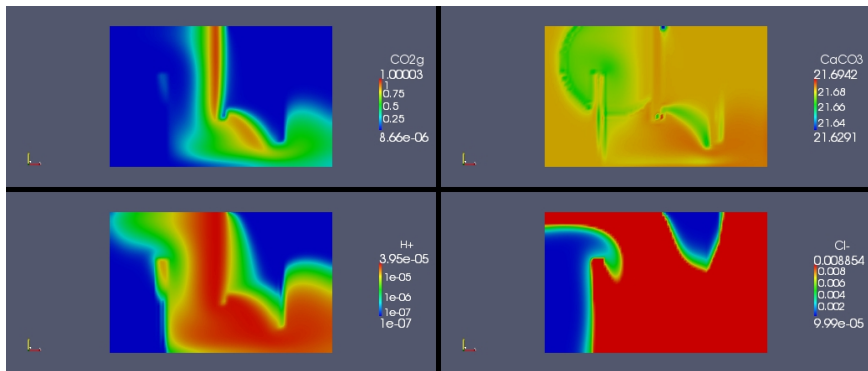 CO2g
1.00003
1
0.75
0.5
0.25
8.66e-06
CaCO3
21.6942
21.68
21.66
21.64
21.6291
H+
3.95e-05
1e-05
1e-06
1e-07
1e-07
Cl-
0.008854
0.008
0.006
0.004
0.002
9.99e-05